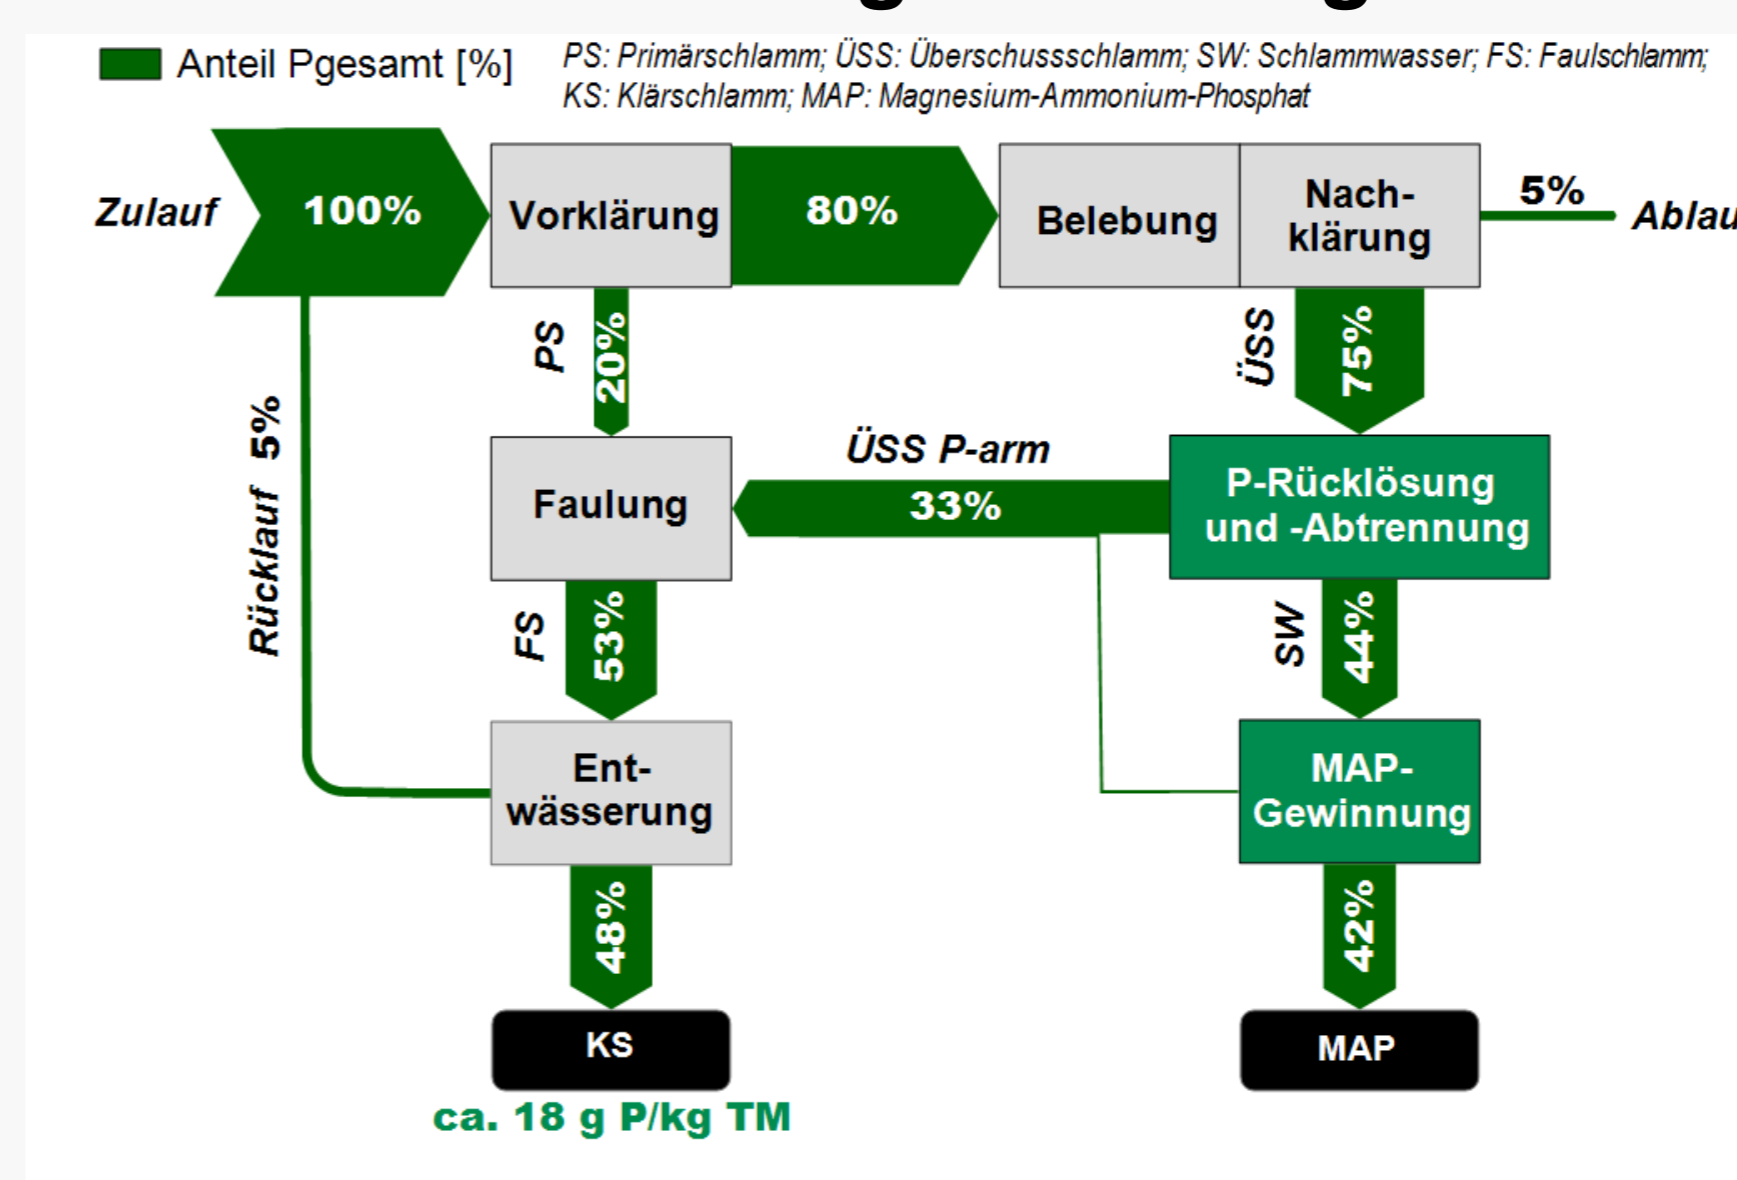 Anteil Pgesamt [%]
PS: Primärschlamm; ÜSS: Überschussschlamm; SW: Schlammwasser; FS: Faulschlamm;
KS: Klärschlamm; MAP: Magnesium-Ammonium-Phosphat
Zulauf
100%
Vorklärung
80%
Belebung
Nach-
klärung
5%
Ablau
PS
20%
ÜSS
75%
Rücklauf 5%
Faulung
ÜSS P-arm
33%
P-Rücklösung
und -Abtrennung
FS
53%
SW
44%
Ent-
wässerung
MAP-
Gewinnung
48%
42%
KS
MAP
ca. 18 g P/kg TM